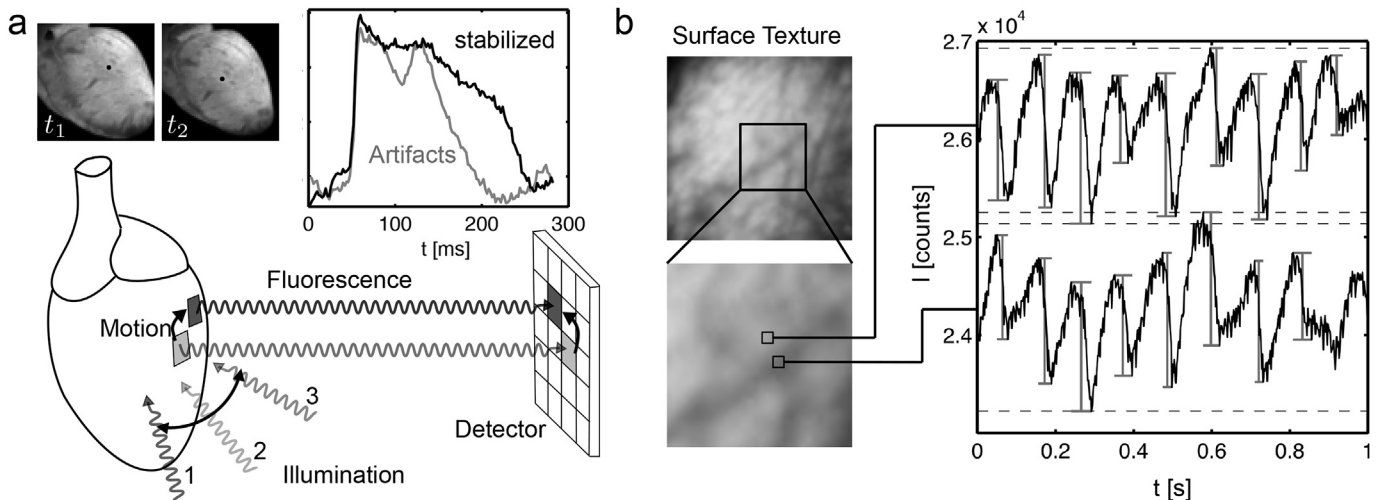 a
t1
t2
stabilized
Artifacts
0
100
200
300
t [ms]
Fluorescence
Motion
1
2
3
Illumination
Detector
b
Surface Texture
x 10^4
2.7
2.6
2.5
2.4
I [counts]
0
0.2
0.4
0.6
0.8
1
t [s]